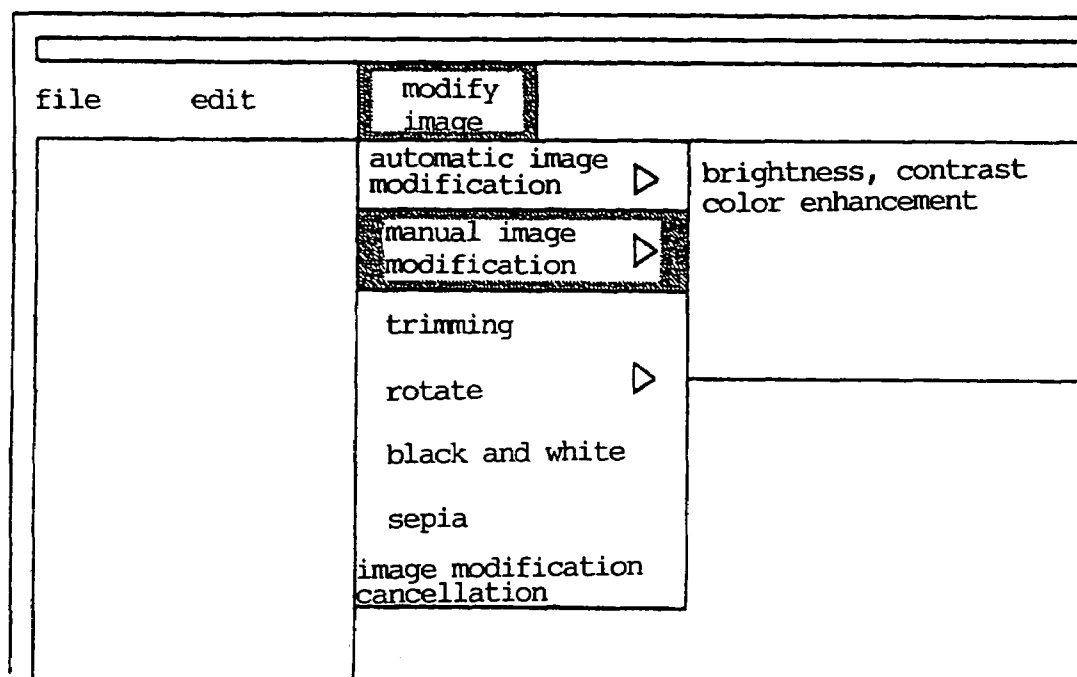 file edit modify
image
automatic image
modification
brightness, contrast
color enhancement
manual image
modification
trimming
rotate
black and white
sepia
image modification
cancellation